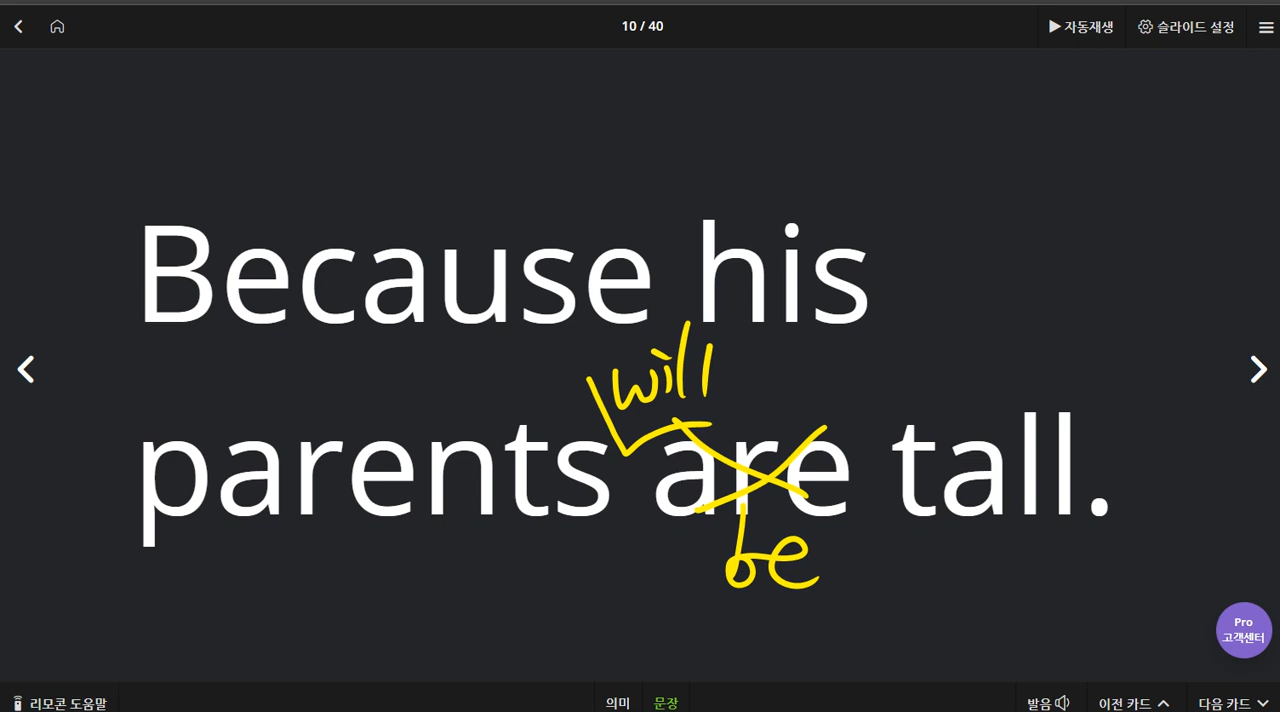 10 / 40
자동재생
슬라이드 설정
Because his
will
parents are tall.
be
Pro
고객센터
리모콘 도움말
의미
문장
발음
이전 카드
다음 카드